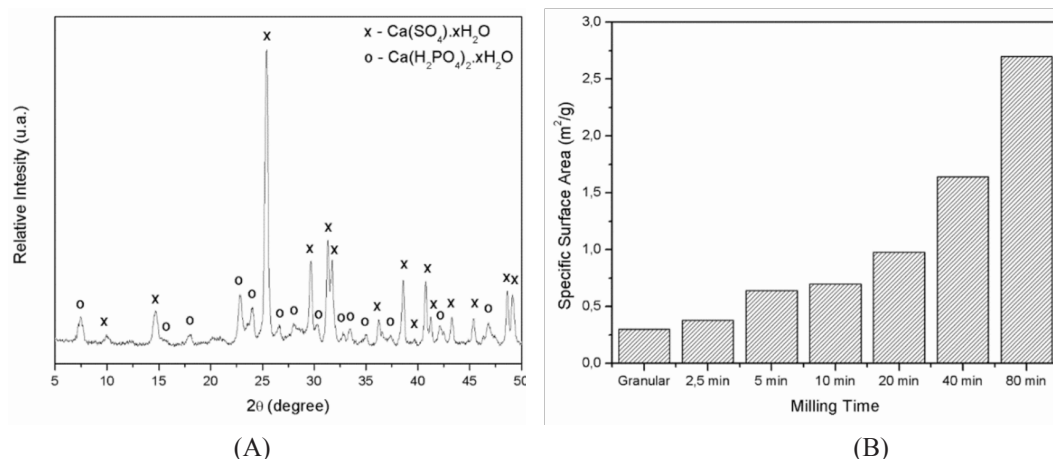 x - Ca(SO₄).xH₂O
o - Ca(H₂PO₄)₂.xH₂O
Relative Intesity (u.a.)
x
o
x
x
o
o
o
o
o
o
x
o
x
x
o
o
o
x
o
x
x
x
x
o
x
x
o
x
x
5 10 15 20 25 30 35 40 45 50
2θ (degree)
(A)
Specific Surface Area (m²/g)
3,0
2,5
2,0
1,5
1,0
0,5
0,0
Granular 2,5 min 5 min 10 min 20 min 40 min 80 min
Milling Time
(B)